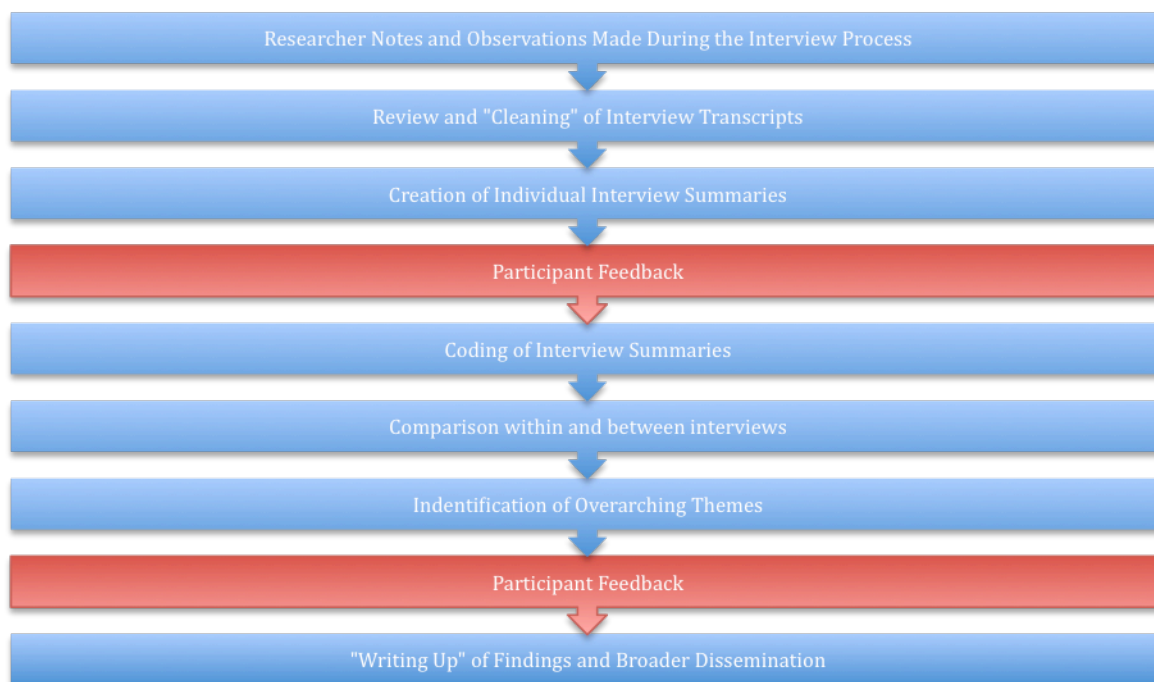 Researcher Notes and Observations Made During the Interview Process
Review and "Cleaning" of Interview Transcripts
Creation of Individual Interview Summaries
Participant Feedback
Coding of Interview Summaries
Comparison within and between interviews
Indentification of Overarching Themes
Participant Feedback
"Writing Up" of Findings and Broader Dissemination